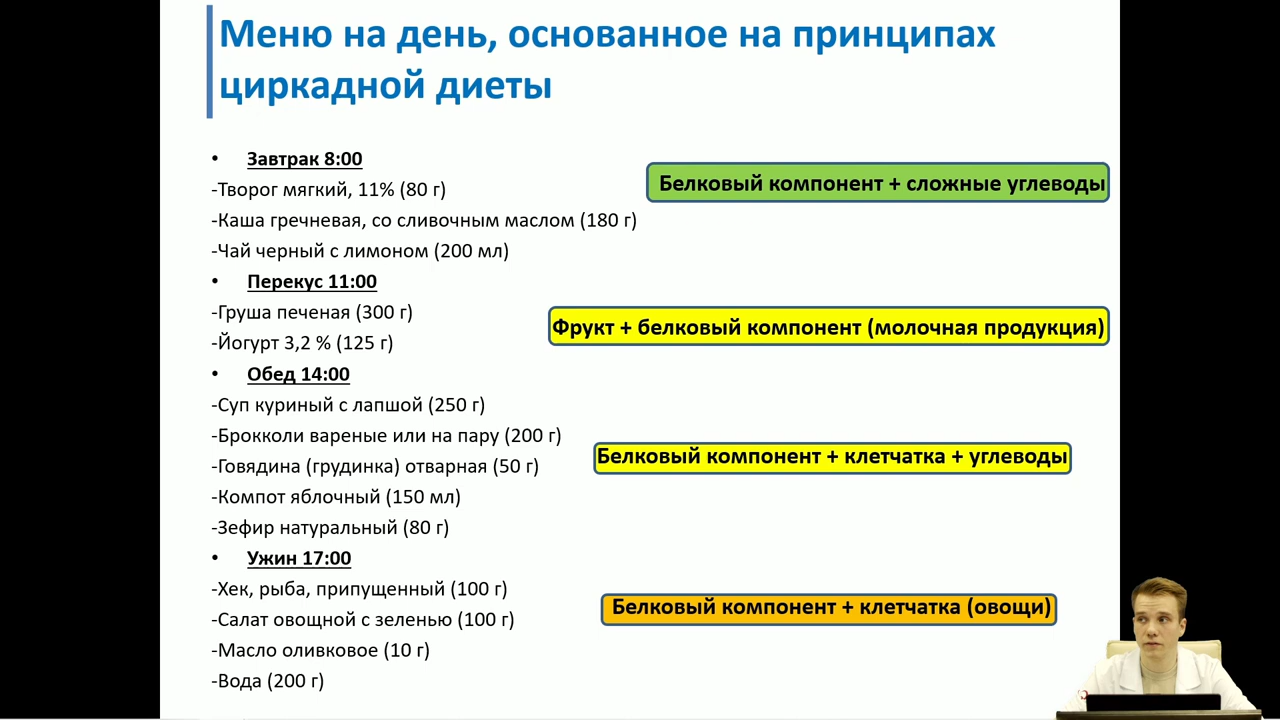 Меню на день, основанное на принципах
циркадной диеты
• Завтрак 8:00
-Творог мягкий, 11% (80 г)
Белковый компонент + сложные углеводы
-Каша гречневая, со сливочным маслом (180 г)
-Чай черный с лимоном (200 мл)
• Перекус 11:00
-Груша печеная (300 г)
Фрукт + белковый компонент (молочная продукция)
-Йогурт 3,2 % (125 г)
• Обед 14:00
-Суп куриный с лапшой (250 г)
-Брокколи вареные или на пару (200 г)
Белковый компонент + клетчатка + углеводы
-Говядина (грудинка) отварная (50 г)
-Компот яблочный (150 мл)
-Зефир натуральный (80 г)
• Ужин 17:00
-Хек, рыба, припущенный (100 г)
Белковый компонент + клетчатка (овощи)
-Салат овощной с зеленью (100 г)
-Масло оливковое (10 г)
-Вода (200 г)